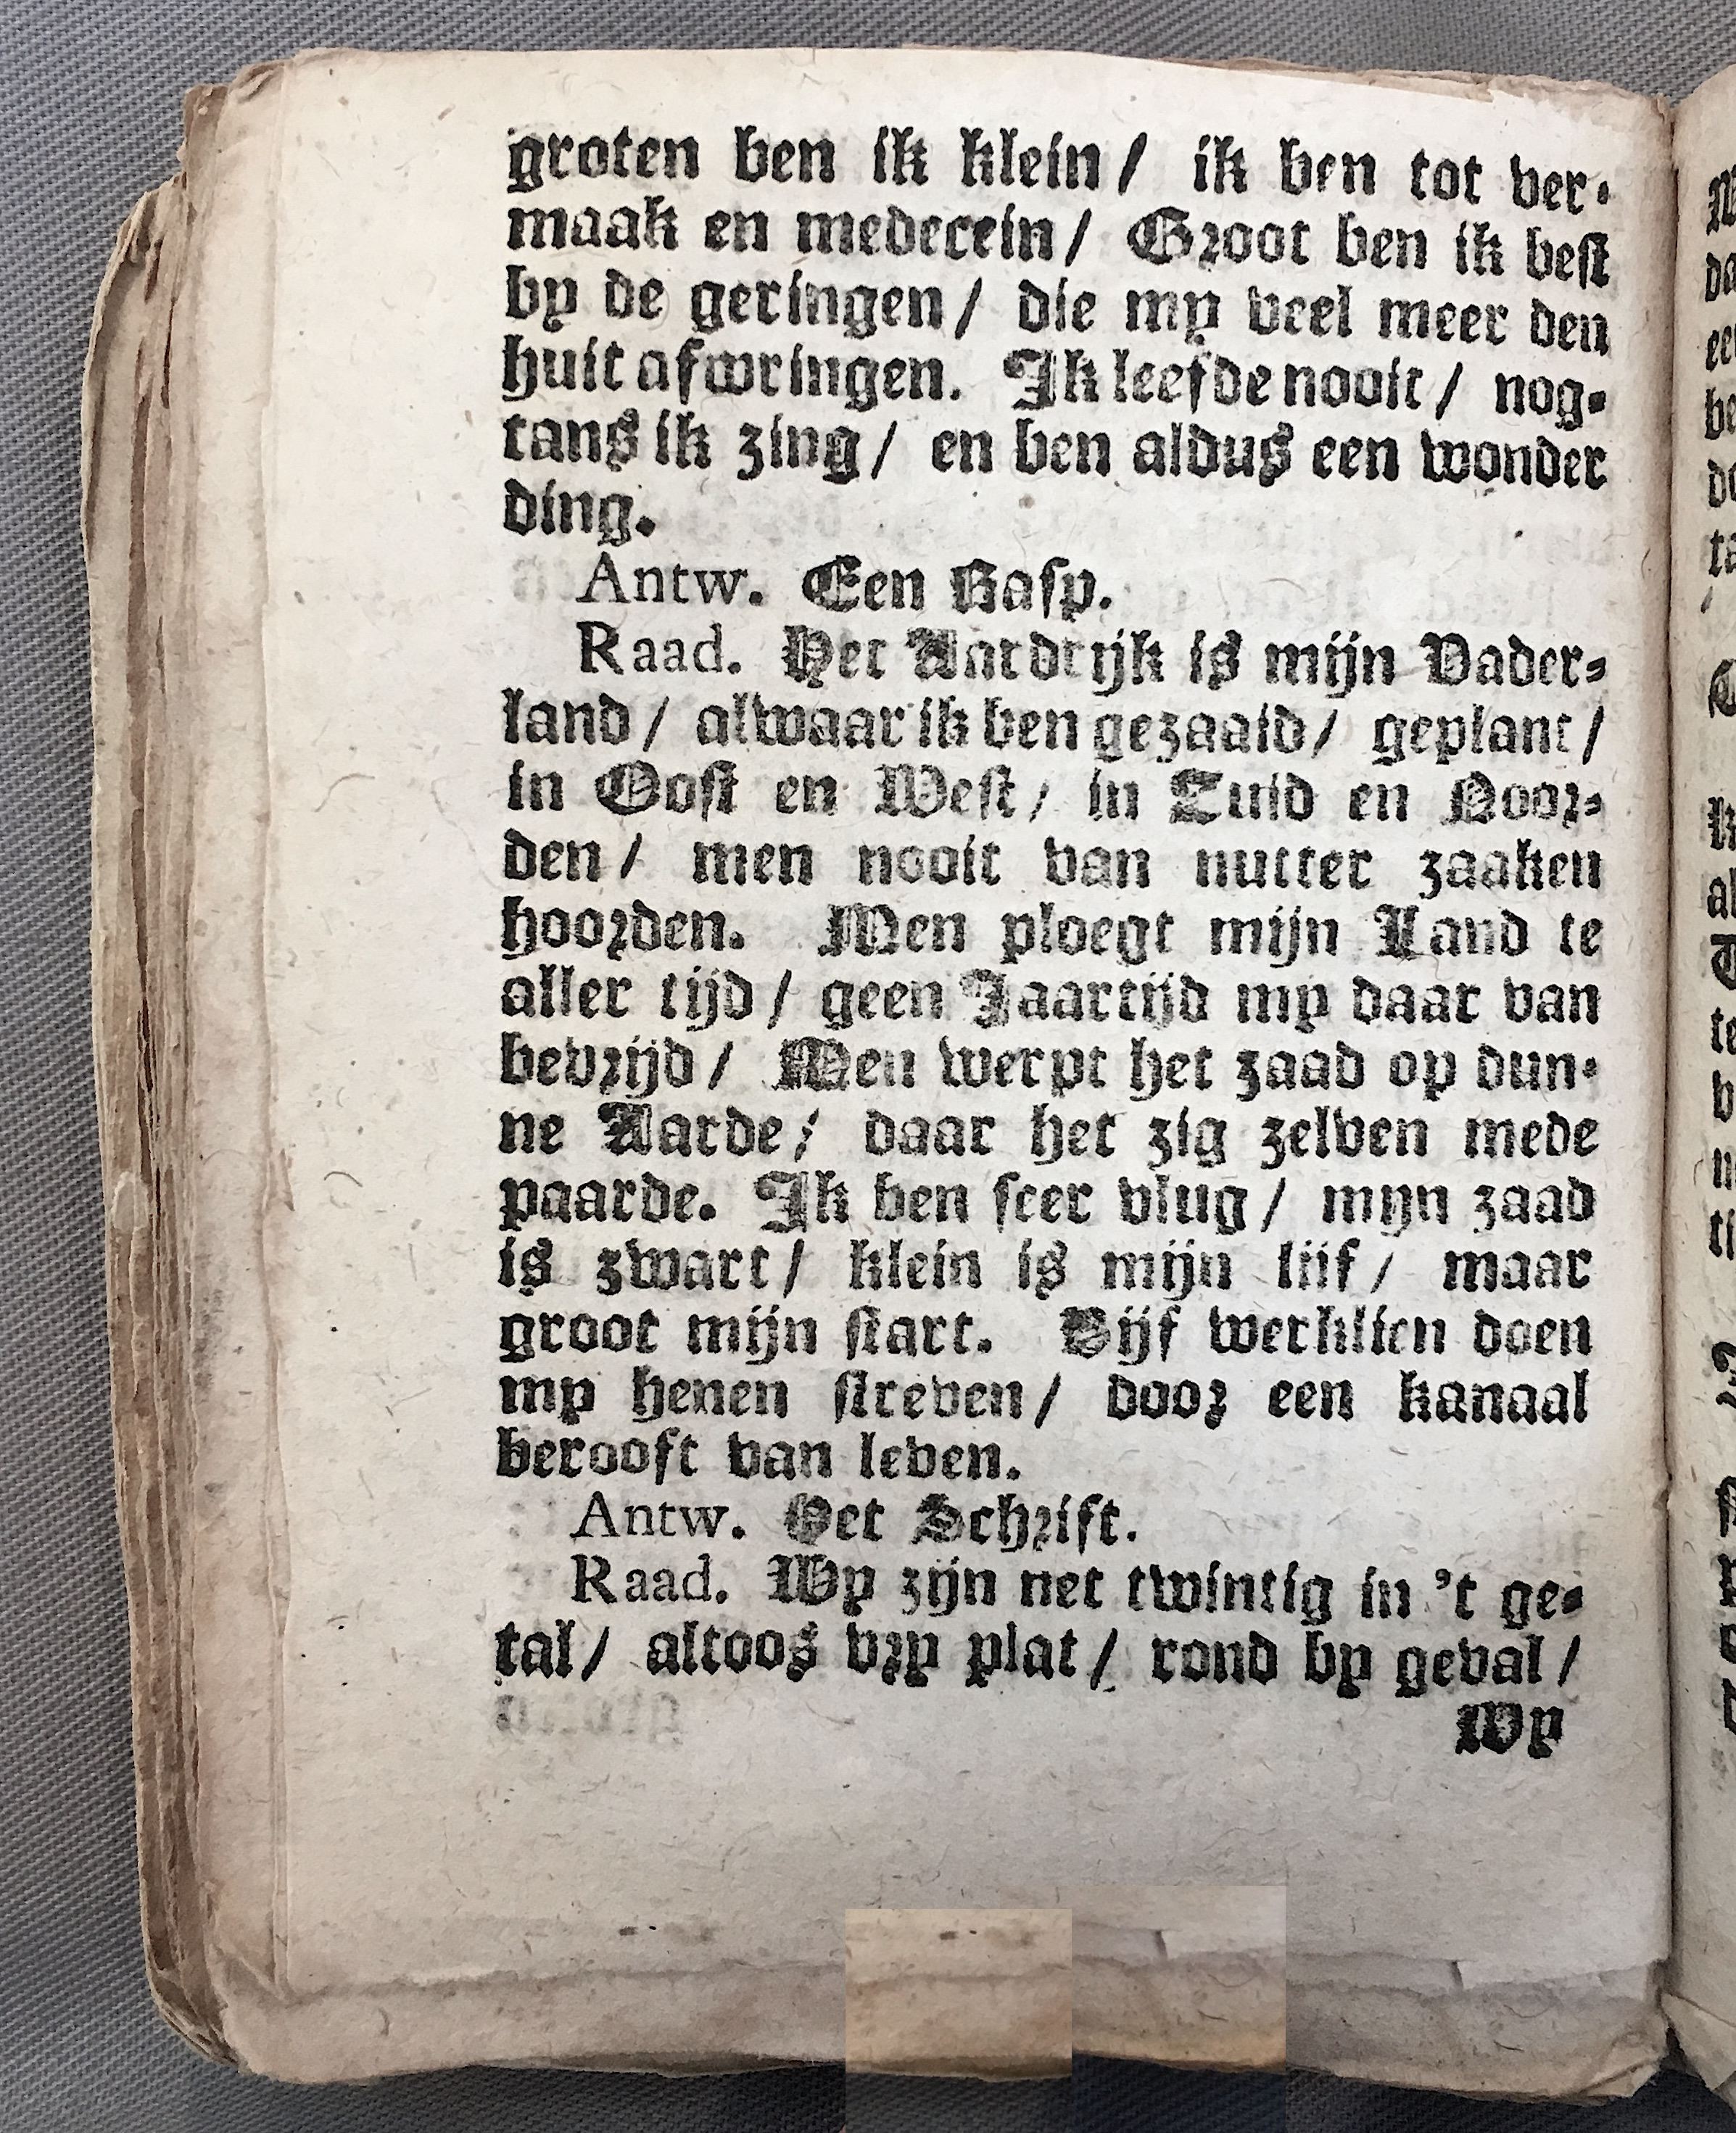 groten ben ik klein / ik ben tot ver-
maak en medecein / Groot ben ik best
by de geringen / die my veel meer den
huit afwringen. Ik leefde nooit / nog-
tans ik zing / en ben aldus een wonder
ding.
Antw. Een Hasp.
Raad. Het Aardrijk is mijn Vader-
land / alwaar ik ben gezaaid / geplant /
in Oost en West / in Zuid en Noor-
den / men nooit van nutter zaaken
hoorden. Men ploegt mijn Land te
aller tijd / geen Jaartijd my daar van
bevrijd / Men werpt het zaad op dun-
ne Aarde / daar het zig zelven mede
paarde. Ik ben seer vlug / mijn zaad
is zwart / klein is mijn lijf / maar
groot mijn start. Vijf werklien doen
my henen streven / door een kanaal
berooft van leven.
Antw. Het Schrift.
Raad. Wy zijn net twintig in 't ge-
tal / altoos vry plat / rond by geval /
Wy